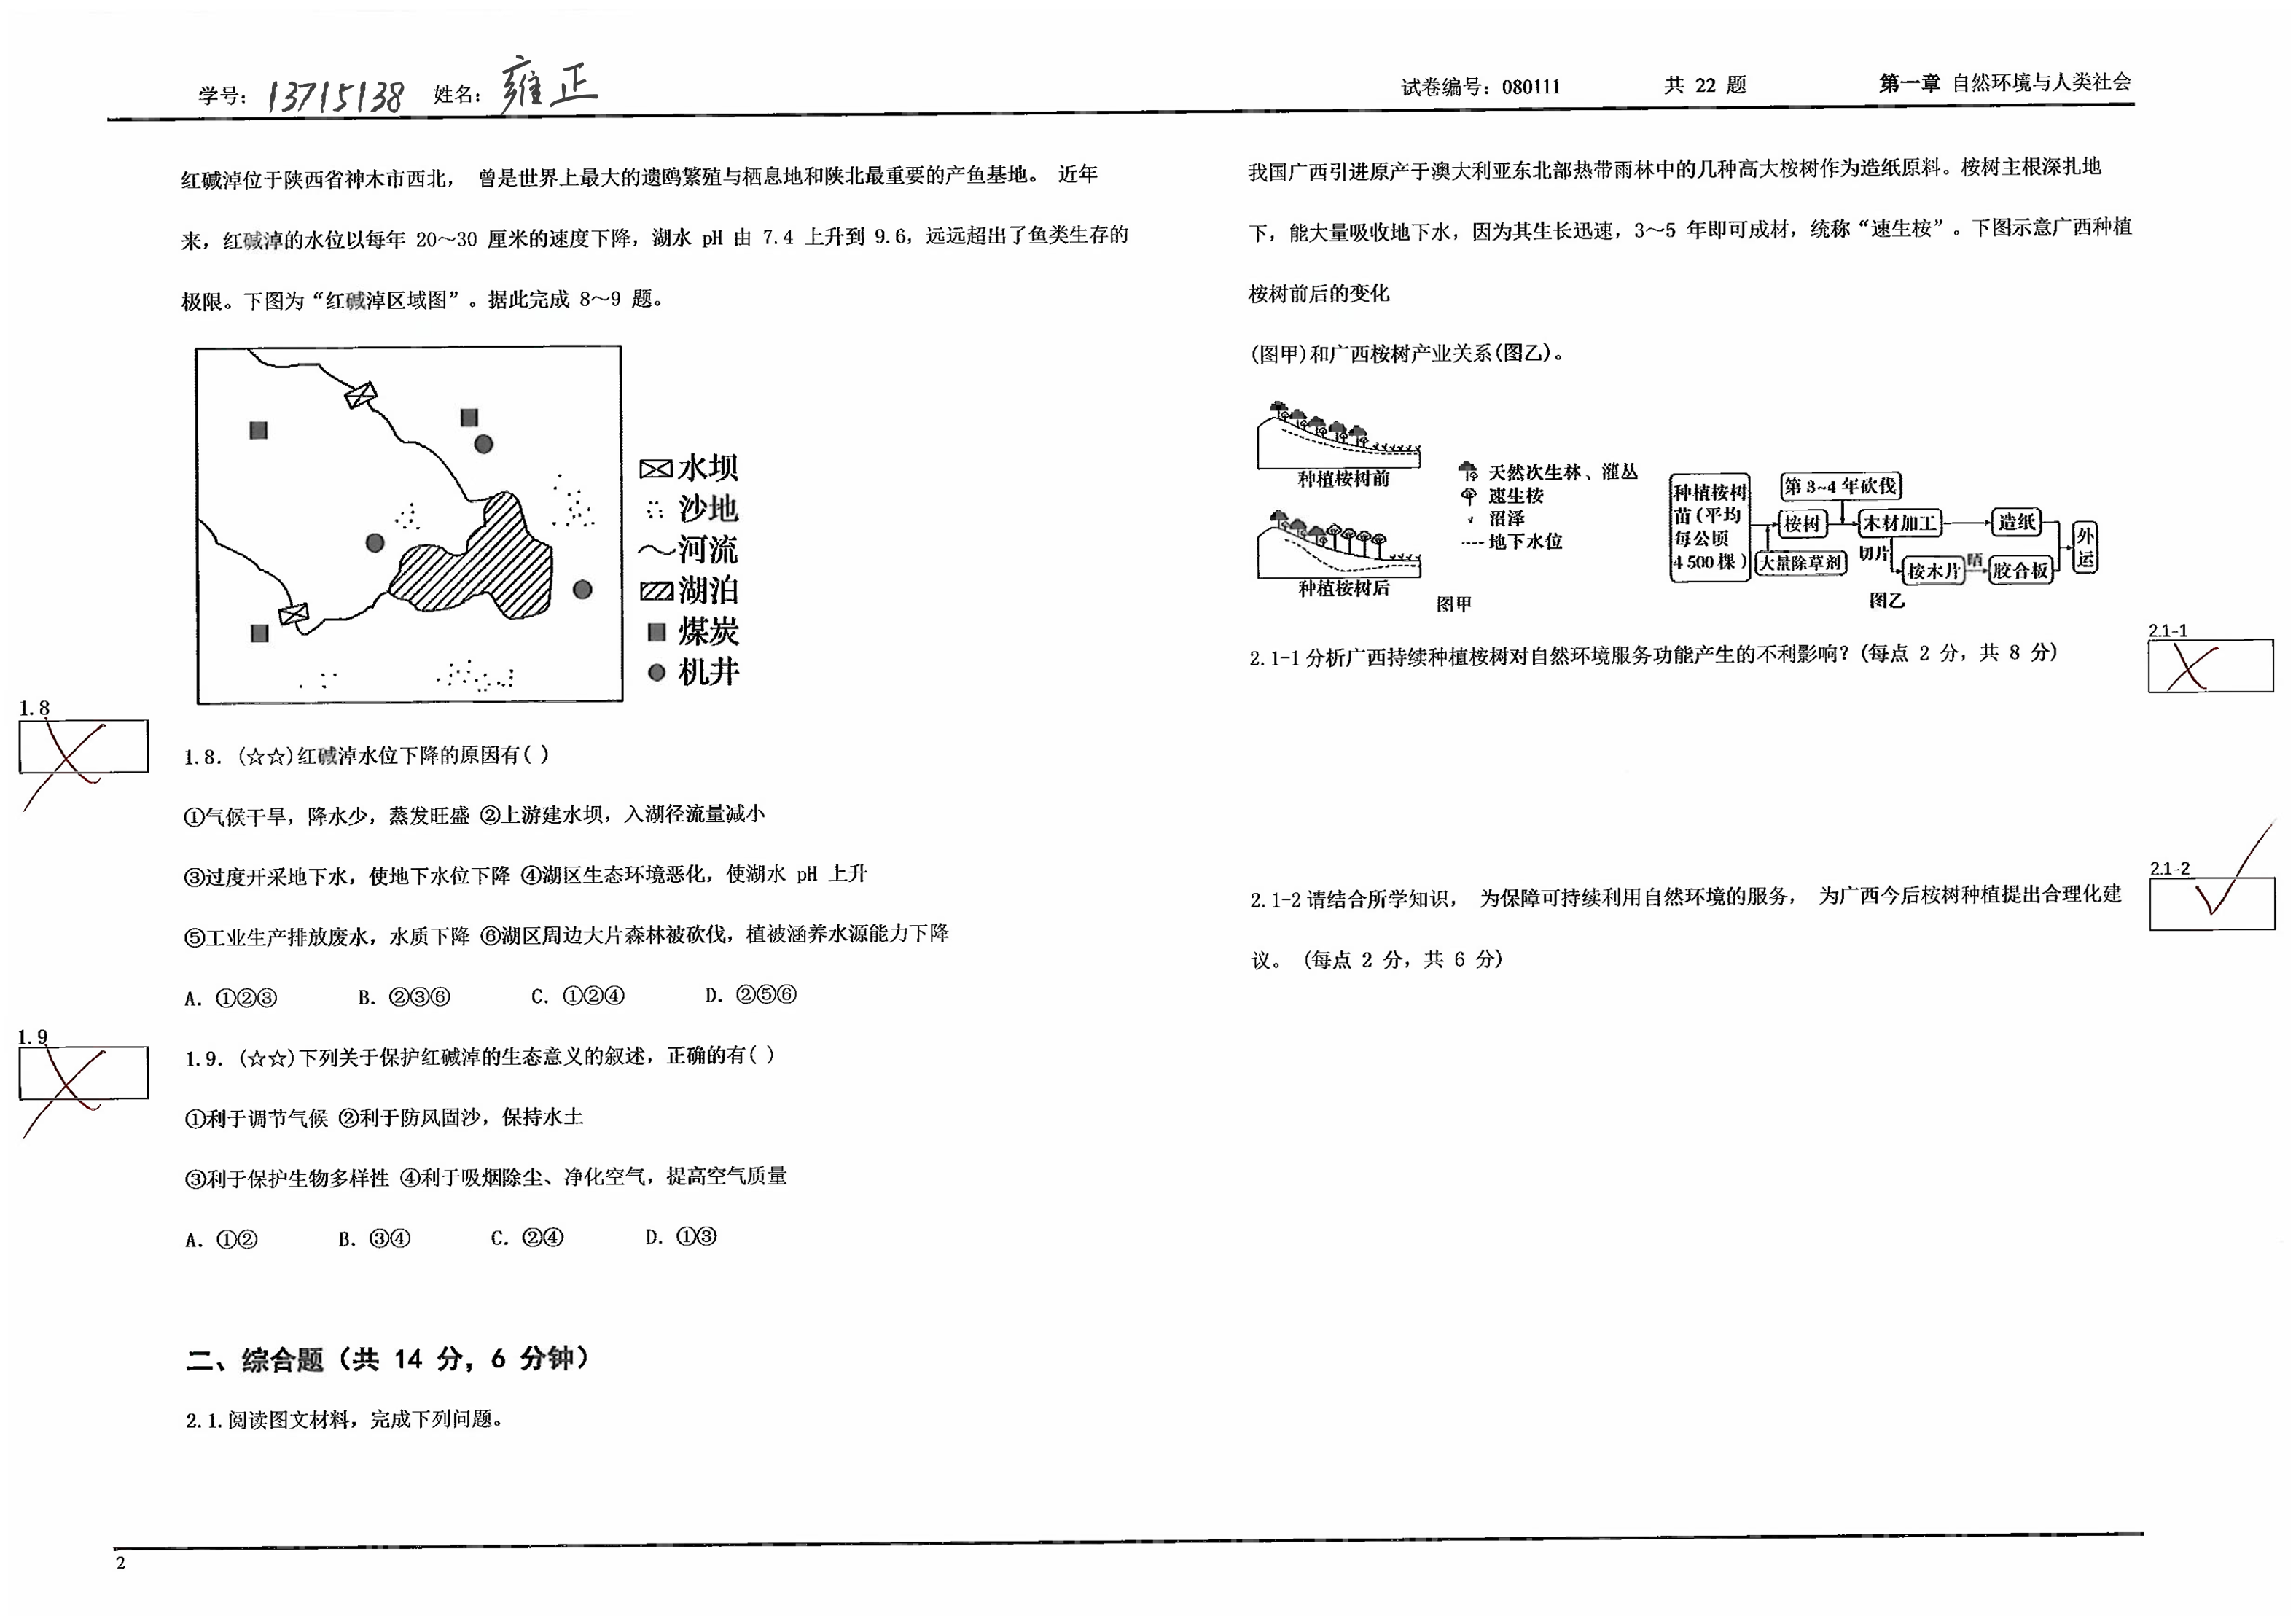 学号：13715138 姓名：雍正
试卷编号：080111 共 22 题 第一章 自然环境与人类社会
红碱淖位于陕西省神木市西北， 曾是世界上最大的遗鸥繁殖与栖息地和陕北最重要的产鱼基地。 近年
来，红碱淖的水位以每年 20～30 厘米的速度下降，湖水 pH 由 7.4 上升到 9.6，远远超出了鱼类生存的
极限。下图为“红碱淖区域图”。据此完成 8～9 题。
水坝
沙地
河流
湖泊
煤炭
机井
1.8
1.8. (☆☆)红碱淖水位下降的原因有( )
①气候干旱，降水少，蒸发旺盛 ②上游建水坝，入湖径流量减小
③过度开采地下水，使地下水位下降 ④湖区生态环境恶化，使湖水 pH 上升
⑤工业生产排放废水，水质下降 ⑥湖区周边大片森林被砍伐，植被涵养水源能力下降
A. ①②③ B. ②③⑥ C. ①②④ D. ②⑤⑥
1.9
1.9. (☆☆)下列关于保护红碱淖的生态意义的叙述，正确的有( )
①利于调节气候 ②利于防风固沙，保持水土
③利于保护生物多样性 ④利于吸烟除尘、净化空气，提高空气质量
A. ①② B. ③④ C. ②④ D. ①③
二、综合题（共 14 分，6 分钟）
2.1.阅读图文材料，完成下列问题。
我国广西引进原产于澳大利亚东北部热带雨林中的几种高大桉树作为造纸原料。桉树主根深扎地
下，能大量吸收地下水，因为其生长迅速，3～5 年即可成材，统称“速生桉”。下图示意广西种植
桉树前后的变化
(图甲)和广西桉树产业关系(图乙)。
种植桉树前
种植桉树后
天然次生林、灌丛
速生桉
沼泽
地下水位
图甲
种植桉树
苗(平均
每公顷
4 500棵)
第3~4年砍伐
桉树
木材加工
造纸
大量除草剂
切片
桉木片
晒
胶合板
外
运
图乙
2.1-1
2.1-1分析广西持续种植桉树对自然环境服务功能产生的不利影响？(每点 2 分，共 8 分)
2.1-2
2.1-2请结合所学知识， 为保障可持续利用自然环境的服务， 为广西今后桉树种植提出合理化建
议。 (每点 2 分，共 6 分)
2